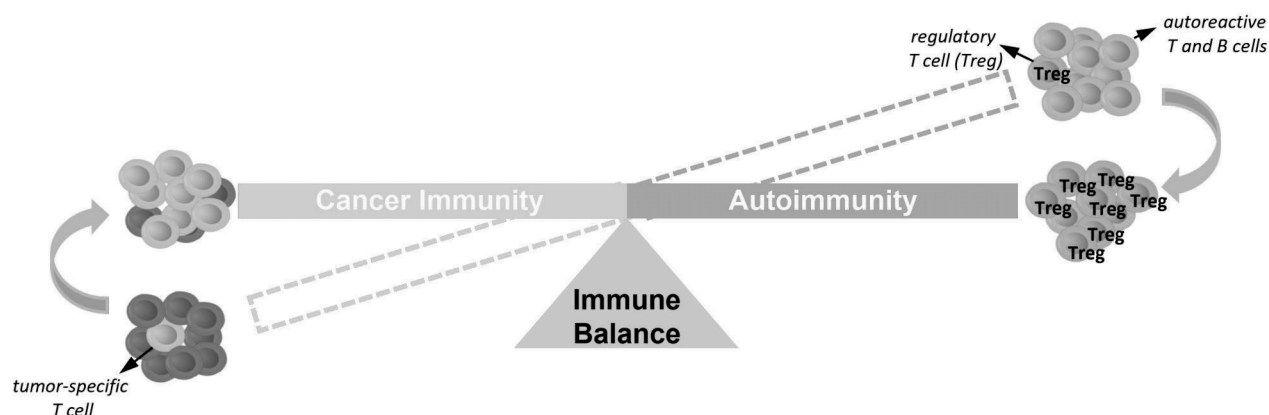 regulatory
T cell (Treg)
autoreactive
T and B cells
Treg
Cancer Immunity
Autoimmunity
Treg
Treg
Treg
Treg
Treg
Treg
Treg
Immune
Balance
tumor-specific
T cell